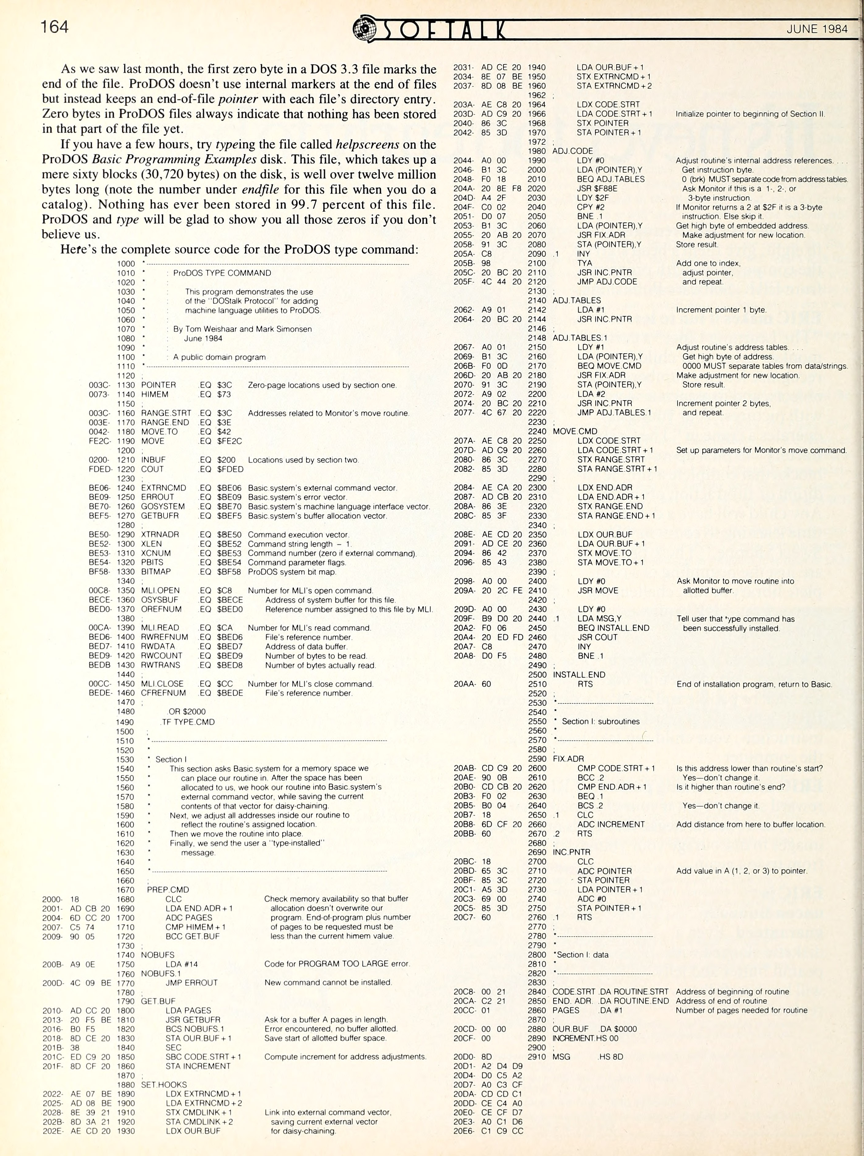 164
SOFTALK
JUNE 1984
As we saw last month, the first zero byte in a DOS 3.3 file marks the
end of the file. ProDOS doesn't use internal markers at the end of files
but instead keeps an end-of-file pointer with each file's directory entry.
Zero bytes in ProDOS files always indicate that nothing has been stored
in that part of the file yet.
If you have a few hours, try typeing the file called helpscreens on the
ProDOS Basic Programming Examples disk. This file, which takes up a
mere sixty blocks (30,720 bytes) on the disk, is well over twelve million
bytes long (note the number under endfile for this file when you do a
catalog). Nothing has ever been stored in 99.7 percent of this file.
ProDOS and type will be glad to show you all those zeros if you don't
believe us.
Here's the complete source code for the ProDOS type command:
1000 *--------------------------------
1010 * : ProDOS TYPE COMMAND
1020 * :
1030 * : This program demonstrates the use
1040 * : of the "DOStalk Protocol" for adding
1050 * : machine language utilities to ProDOS.
1060 * :
1070 * : By Tom Weishaar and Mark Simonsen
1080 * : June 1984
1090 * :
1100 * : A public domain program
1110 *--------------------------------
1120 ;
003C- 1130 POINTER .EQ $3C Zero-page locations used by section one.
0073- 1140 HIMEM .EQ $73
1150 ;
003C- 1160 RANGE.STRT .EQ $3C Addresses related to Monitor's move routine.
003E- 1170 RANGE.END .EQ $3E
0042- 1180 MOVE.TO .EQ $42
FE2C- 1190 MOVE .EQ $FE2C
1200 ;
0200- 1210 INBUF .EQ $200 Locations used by section two.
FDED- 1220 COUT .EQ $FDED
1230 ;
BE06- 1240 EXTRNCMD .EQ $BE06 Basic.system's external command vector.
BE09- 1250 ERROUT .EQ $BE09 Basic.system's error vector.
BE70- 1260 GOSYSTEM .EQ $BE70 Basic.system's machine language interface vector.
BEF5- 1270 GETBUFR .EQ $BEF5 Basic.system's buffer allocation vector.
1280 ;
BE50- 1290 XTRNADR .EQ $BE50 Command execution vector.
BE52- 1300 XLEN .EQ $BE52 Command string length - 1.
BE53- 1310 XCNUM .EQ $BE53 Command number (zero if external command).
BE54- 1320 PBITS .EQ $BE54 Command parameter flags.
BF58- 1330 BITMAP .EQ $BF58 ProDOS system bit map.
1340 ;
00C8- 1350 MLI.OPEN .EQ $C8 Number for MLI's open command.
BECE- 1360 OSYSBUF .EQ $BECE Address of system buffer for this file.
BED0- 1370 OREFNUM .EQ $BED0 Reference number assigned to this file by MLI.
1380 ;
00CA- 1390 MLI.READ .EQ $CA Number for MLI's read command.
BED6- 1400 RWREFNUM .EQ $BED6 File's reference number.
BED7- 1410 RWDATA .EQ $BED7 Address of data buffer.
BED9- 1420 RWCOUNT .EQ $BED9 Number of bytes to be read.
BEDB 1430 RWTRANS .EQ $BEDB Number of bytes actually read.
1440 ;
00CC- 1450 MLI.CLOSE .EQ $CC Number for MLI's close command.
BEDE- 1460 CFREFNUM .EQ $BEDE File's reference number.
1470 ;
1480 .OR $2000
1490 .TF TYPE.CMD
1500 ;
1510 *--------------------------------
1520 *
1530 * Section I
1540 * This section asks Basic.system for a memory space we
1550 * can place our routine in. After the space has been
1560 * allocated to us, we hook our routine into Basic.system's
1570 * external command vector, while saving the current
1580 * contents of that vector for daisy-chaining.
1590 * Next, we adjust all addresses inside our routine to
1600 * reflect the routine's assigned location.
1610 * Then we move the routine into place.
1620 * Finally, we send the user a "type-installed"
1630 * message.
1640 *
1650 *--------------------------------
1660 ;
1670 PREP.CMD
2000- 18 1680 CLC Check memory availability so that buffer
2001- AD CB 20 1690 LDA END.ADR+1 allocation doesn't overwrite our
2004- 6D CC 20 1700 ADC PAGES program. End-of-program plus number
2007- C5 74 1710 CMP HIMEM+1 of pages to be requested must be
2009- 90 05 1720 BCC GET.BUF less than the current himem value.
1730 ;
1740 NOBUFS
200B- A9 0E 1750 LDA #14 Code for PROGRAM TOO LARGE error.
1760 NOBUFS.1
200D- 4C 09 BE 1770 JMP ERROUT New command cannot be installed.
1780 ;
1790 GET.BUF
2010- AD CC 20 1800 LDA PAGES
2013- 20 F5 BE 1810 JSR GETBUFR Ask for a buffer A pages in length.
2016- B0 F5 1820 BCS NOBUFS.1 Error encountered, no buffer allotted.
2018- 8D CE 20 1830 STA OUR.BUF+1 Save start of allotted buffer space.
201B- 38 1840 SEC
201C- ED C9 20 1850 SBC CODE.STRT+1 Compute increment for address adjustments.
201F- 8D CF 20 1860 STA INCREMENT
1870 ;
1880 SET.HOOKS
2022- AE 07 BE 1890 LDX EXTRNCMD+1
2025- AD 08 BE 1900 LDA EXTRNCMD+2
2028- 8E 39 21 1910 STX CMDLINK+1 Link into external command vector,
202B- 8D 3A 21 1920 STA CMDLINK+2 saving current external vector
202E- AE CD 20 1930 LDX OUR.BUF for daisy-chaining.
2031- AD CE 20 1940 LDA OUR.BUF+1
2034- 8E 07 BE 1950 STX EXTRNCMD+1
2037- 8D 08 BE 1960 STA EXTRNCMD+2
1962 ;
203A- AE C8 20 1964 LDX CODE.STRT
203D- AD C9 20 1966 LDA CODE.STRT+1 Initialize pointer to beginning of Section II.
2040- 86 3C 1968 STX POINTER
2042- 85 3D 1970 STA POINTER+1
1972 ;
1980 ADJ.CODE
2044- A0 00 1990 LDY #0 Adjust routine's internal address references. . . .
2046- B1 3C 2000 LDA (POINTER),Y Get instruction byte.
2048- F0 18 2010 BEQ ADJ.TABLES 0 (brk) MUST separate code from address tables.
204A- 20 8E F8 2020 JSR $F88E Ask Monitor if this is a 1-, 2-, or
204D- A4 2F 2030 LDY $2F 3-byte instruction.
204F- C0 02 2040 CPY #2 If Monitor returns a 2 at $2F it is a 3-byte
2051- D0 07 2050 BNE .1 instruction. Else skip it.
2053- B1 3C 2060 LDA (POINTER),Y Get high byte of embedded address.
2055- 20 AB 20 2070 JSR FIX.ADR Make adjustment for new location.
2058- 91 3C 2080 STA (POINTER),Y Store result.
205A- C8 2090 .1 INY
205B- 98 2100 TYA Add one to index,
205C- 20 BC 20 2110 JSR INC.PNTR adjust pointer,
205F- 4C 44 20 2120 JMP ADJ.CODE and repeat.
2130 ;
2140 ADJ.TABLES
2062- A9 01 2142 LDA #1 Increment pointer 1 byte.
2064- 20 BC 20 2144 JSR INC.PNTR
2146 ;
2148 ADJ.TABLES.1
2067- A0 01 2150 LDY #1 Adjust routine's address tables. . . .
2069- B1 3C 2160 LDA (POINTER),Y Get high byte of address.
206B- F0 0D 2170 BEQ MOVE.CMD 0000 MUST separate tables from data/strings.
206D- 20 AB 20 2180 JSR FIX.ADR Make adjustment for new location.
2070- 91 3C 2190 STA (POINTER),Y Store result.
2072- A9 02 2200 LDA #2
2074- 20 BC 20 2210 JSR INC.PNTR Increment pointer 2 bytes,
2077- 4C 67 20 2220 JMP ADJ.TABLES.1 and repeat.
2230 ;
2240 MOVE.CMD
207A- AE C8 20 2250 LDX CODE.STRT
207D- AD C9 20 2260 LDA CODE.STRT+1 Set up parameters for Monitor's move command.
2080- 86 3C 2270 STX RANGE.STRT
2082- 85 3D 2280 STA RANGE.STRT+1
2290 ;
2084- AE CA 20 2300 LDX END.ADR
2087- AD CB 20 2310 LDA END.ADR+1
208A- 86 3E 2320 STX RANGE.END
208C- 85 3F 2330 STA RANGE.END+1
2340 ;
208E- AE CD 20 2350 LDX OUR.BUF
2091- AD CE 20 2360 LDA OUR.BUF+1
2094- 86 42 2370 STX MOVE.TO
2096- 85 43 2380 STA MOVE.TO+1
2390 ;
2098- A0 00 2400 LDY #0 Ask Monitor to move routine into
209A- 20 2C FE 2410 JSR MOVE allotted buffer.
2420 ;
209D- A0 00 2430 LDY #0
209F- B9 D0 20 2440 .1 LDA MSG,Y Tell user that type command has
20A2- F0 06 2450 BEQ INSTALL.END been successfully installed.
20A4- 20 ED FD 2460 JSR COUT
20A7- C8 2470 INY
20A8- D0 F5 2480 BNE .1
2490 ;
2500 INSTALL.END
20AA- 60 2510 RTS End of installation program, return to Basic.
2520 ;
2530 *--------------------------------
2540 *
2550 * Section I: subroutines
2560 *
2570 *--------------------------------
2580 ;
2590 FIX.ADR
20AB- CD C9 20 2600 CMP CODE.STRT+1 Is this address lower than routine's start?
20AE- 90 0B 2610 BCC .2 Yes—don't change it.
20B0- CD CB 20 2620 CMP END.ADR+1 Is it higher than routine's end?
20B3- F0 02 2630 BEQ .1
20B5- B0 04 2640 BCS .2 Yes—don't change it.
20B7- 18 2650 .1 CLC
20B8- 6D CF 20 2660 ADC INCREMENT Add distance from here to buffer location.
20BB- 60 2670 .2 RTS
2680 ;
2690 INC.PNTR
20BC- 18 2700 CLC
20BD- 65 3C 2710 ADC POINTER Add value in A (1, 2, or 3) to pointer.
20BF- 85 3C 2720 STA POINTER
20C1- A5 3D 2730 LDA POINTER+1
20C3- 69 00 2740 ADC #0
20C5- 85 3D 2750 STA POINTER+1
20C7- 60 2760 .1 RTS
2770 ;
2780 *--------------------------------
2790 *
2800 *Section I: data
2810 *
2820 *--------------------------------
2830 ;
20C8- 00 21 2840 CODE.STRT .DA ROUTINE.STRT Address of beginning of routine
20CA- C2 21 2850 END. ADR. .DA ROUTINE.END Address of end of routine
20CC- 01 2860 PAGES .DA #1 Number of pages needed for routine
2870 ;
20CD- 00 00 2880 OUR.BUF .DA $0000
20CF- 00 2890 INCREMENT.HS 00
2900 ;
20D0- 8D 2910 MSG .HS 8D
20D1- A2 D4 D9
20D4- D0 C5 A2
20D7- A0 C3 CF
20DA- CD CD C1
20DD- CE C4 A0
20E0- CE CF D7
20E3- A0 C1 D6
20E6- C1 C9 CC